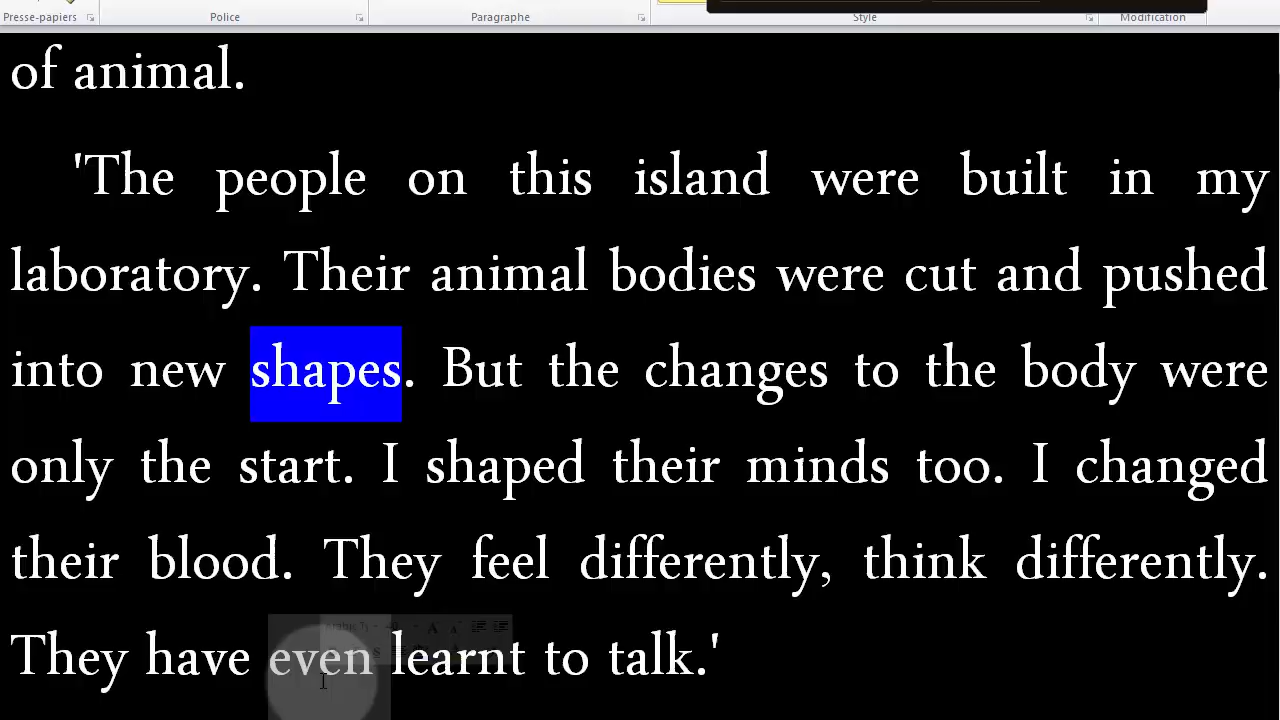 Presse-papiers Police Paragraphe Style Modification
of animal.
'The people on this island were built in my
laboratory. Their animal bodies were cut and pushed
into new shapes. But the changes to the body were
only the start. I shaped their minds too. I changed
their blood. They feel differently, think differently.
They have even learnt to talk.'